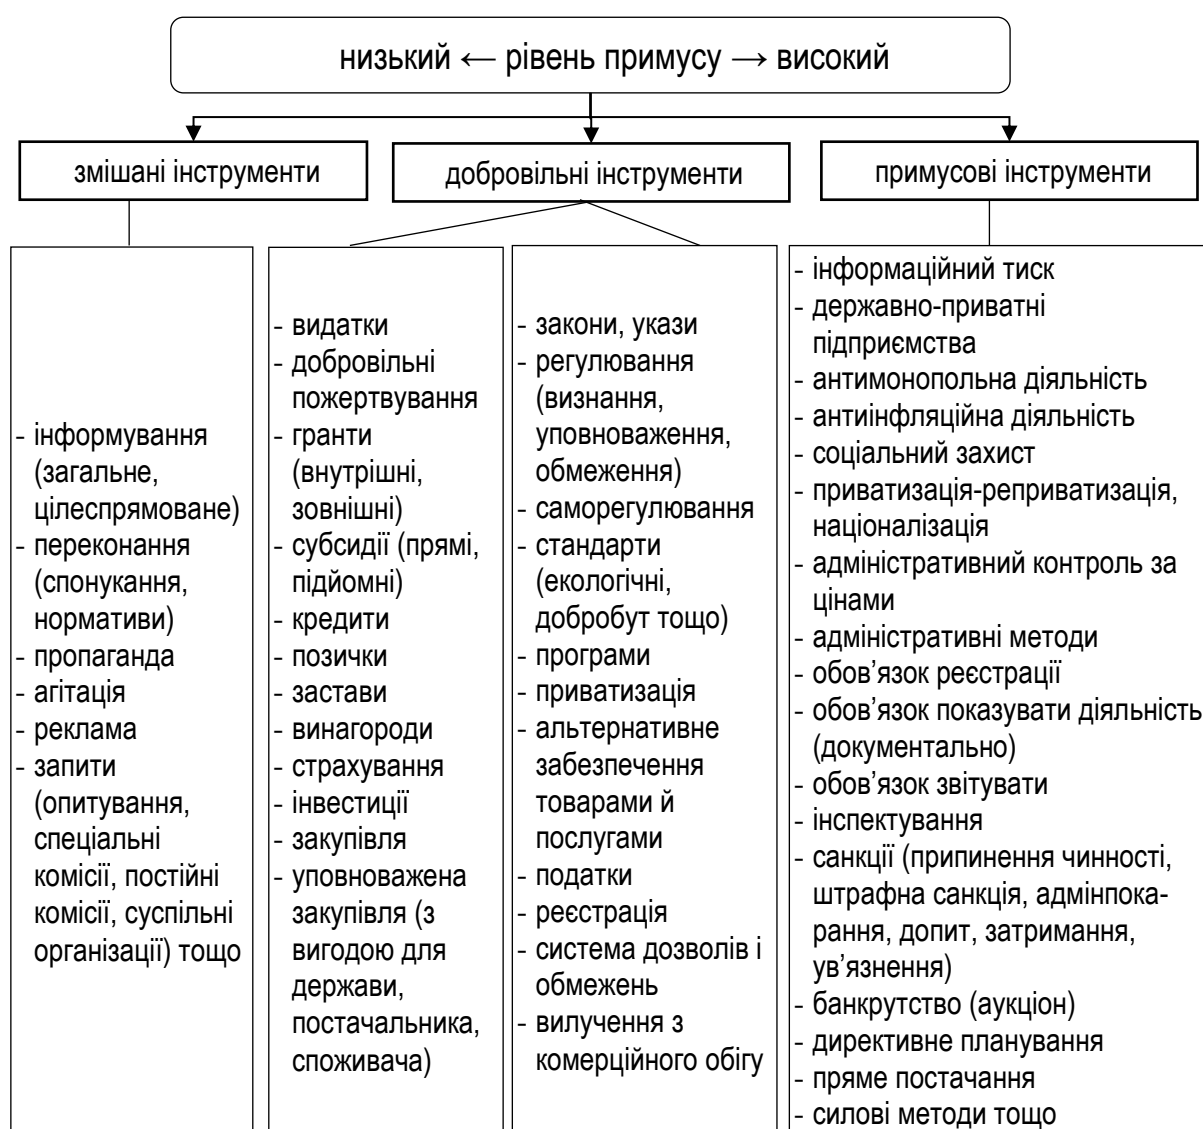 низький ← рівень примусу → високий
змішані інструменти
добровільні інструменти
примусові інструменти
- інформування
(загальне,
цілеспрямоване)
- переконання
(спонукання,
нормативи)
- пропаганда
- агітація
- реклама
- запити
(опитування,
спеціальні
комісії, постійні
комісії, суспільні
організації) тощо
- видатки
- добровільні
пожертвування
- гранти
(внутрішні,
зовнішні)
- субсидії (прямі,
підйомні)
- кредити
- позички
- застави
- винагороди
- страхування
- інвестиції
- закупівля
- уповноважена
закупівля (з
вигодою для
держави,
постачальника,
споживача)
- закони, укази
- регулювання
(визнання,
уповноваження,
обмеження)
- саморегулювання
- стандарти
(екологічні,
добробут тощо)
- програми
- приватизація
- альтернативне
забезпечення
товарами й
послугами
- податки
- реєстрація
- система дозволів і
обмежень
- вилучення з
комерційного обігу
- інформаційний тиск
- державно-приватні
підприємства
- антимонопольна діяльність
- антиінфляційна діяльність
- соціальний захист
- приватизація-реприватизація,
націоналізація
- адміністративний контроль за
цінами
- адміністративні методи
- обов’язок реєстрації
- обов’язок показувати діяльність
(документально)
- обов’язок звітувати
- інспектування
- санкції (припинення чинності,
штрафна санкція, адмінпока-
рання, допит, затримання,
ув’язнення)
- банкрутство (аукціон)
- директивне планування
- пряме постачання
- силові методи тощо